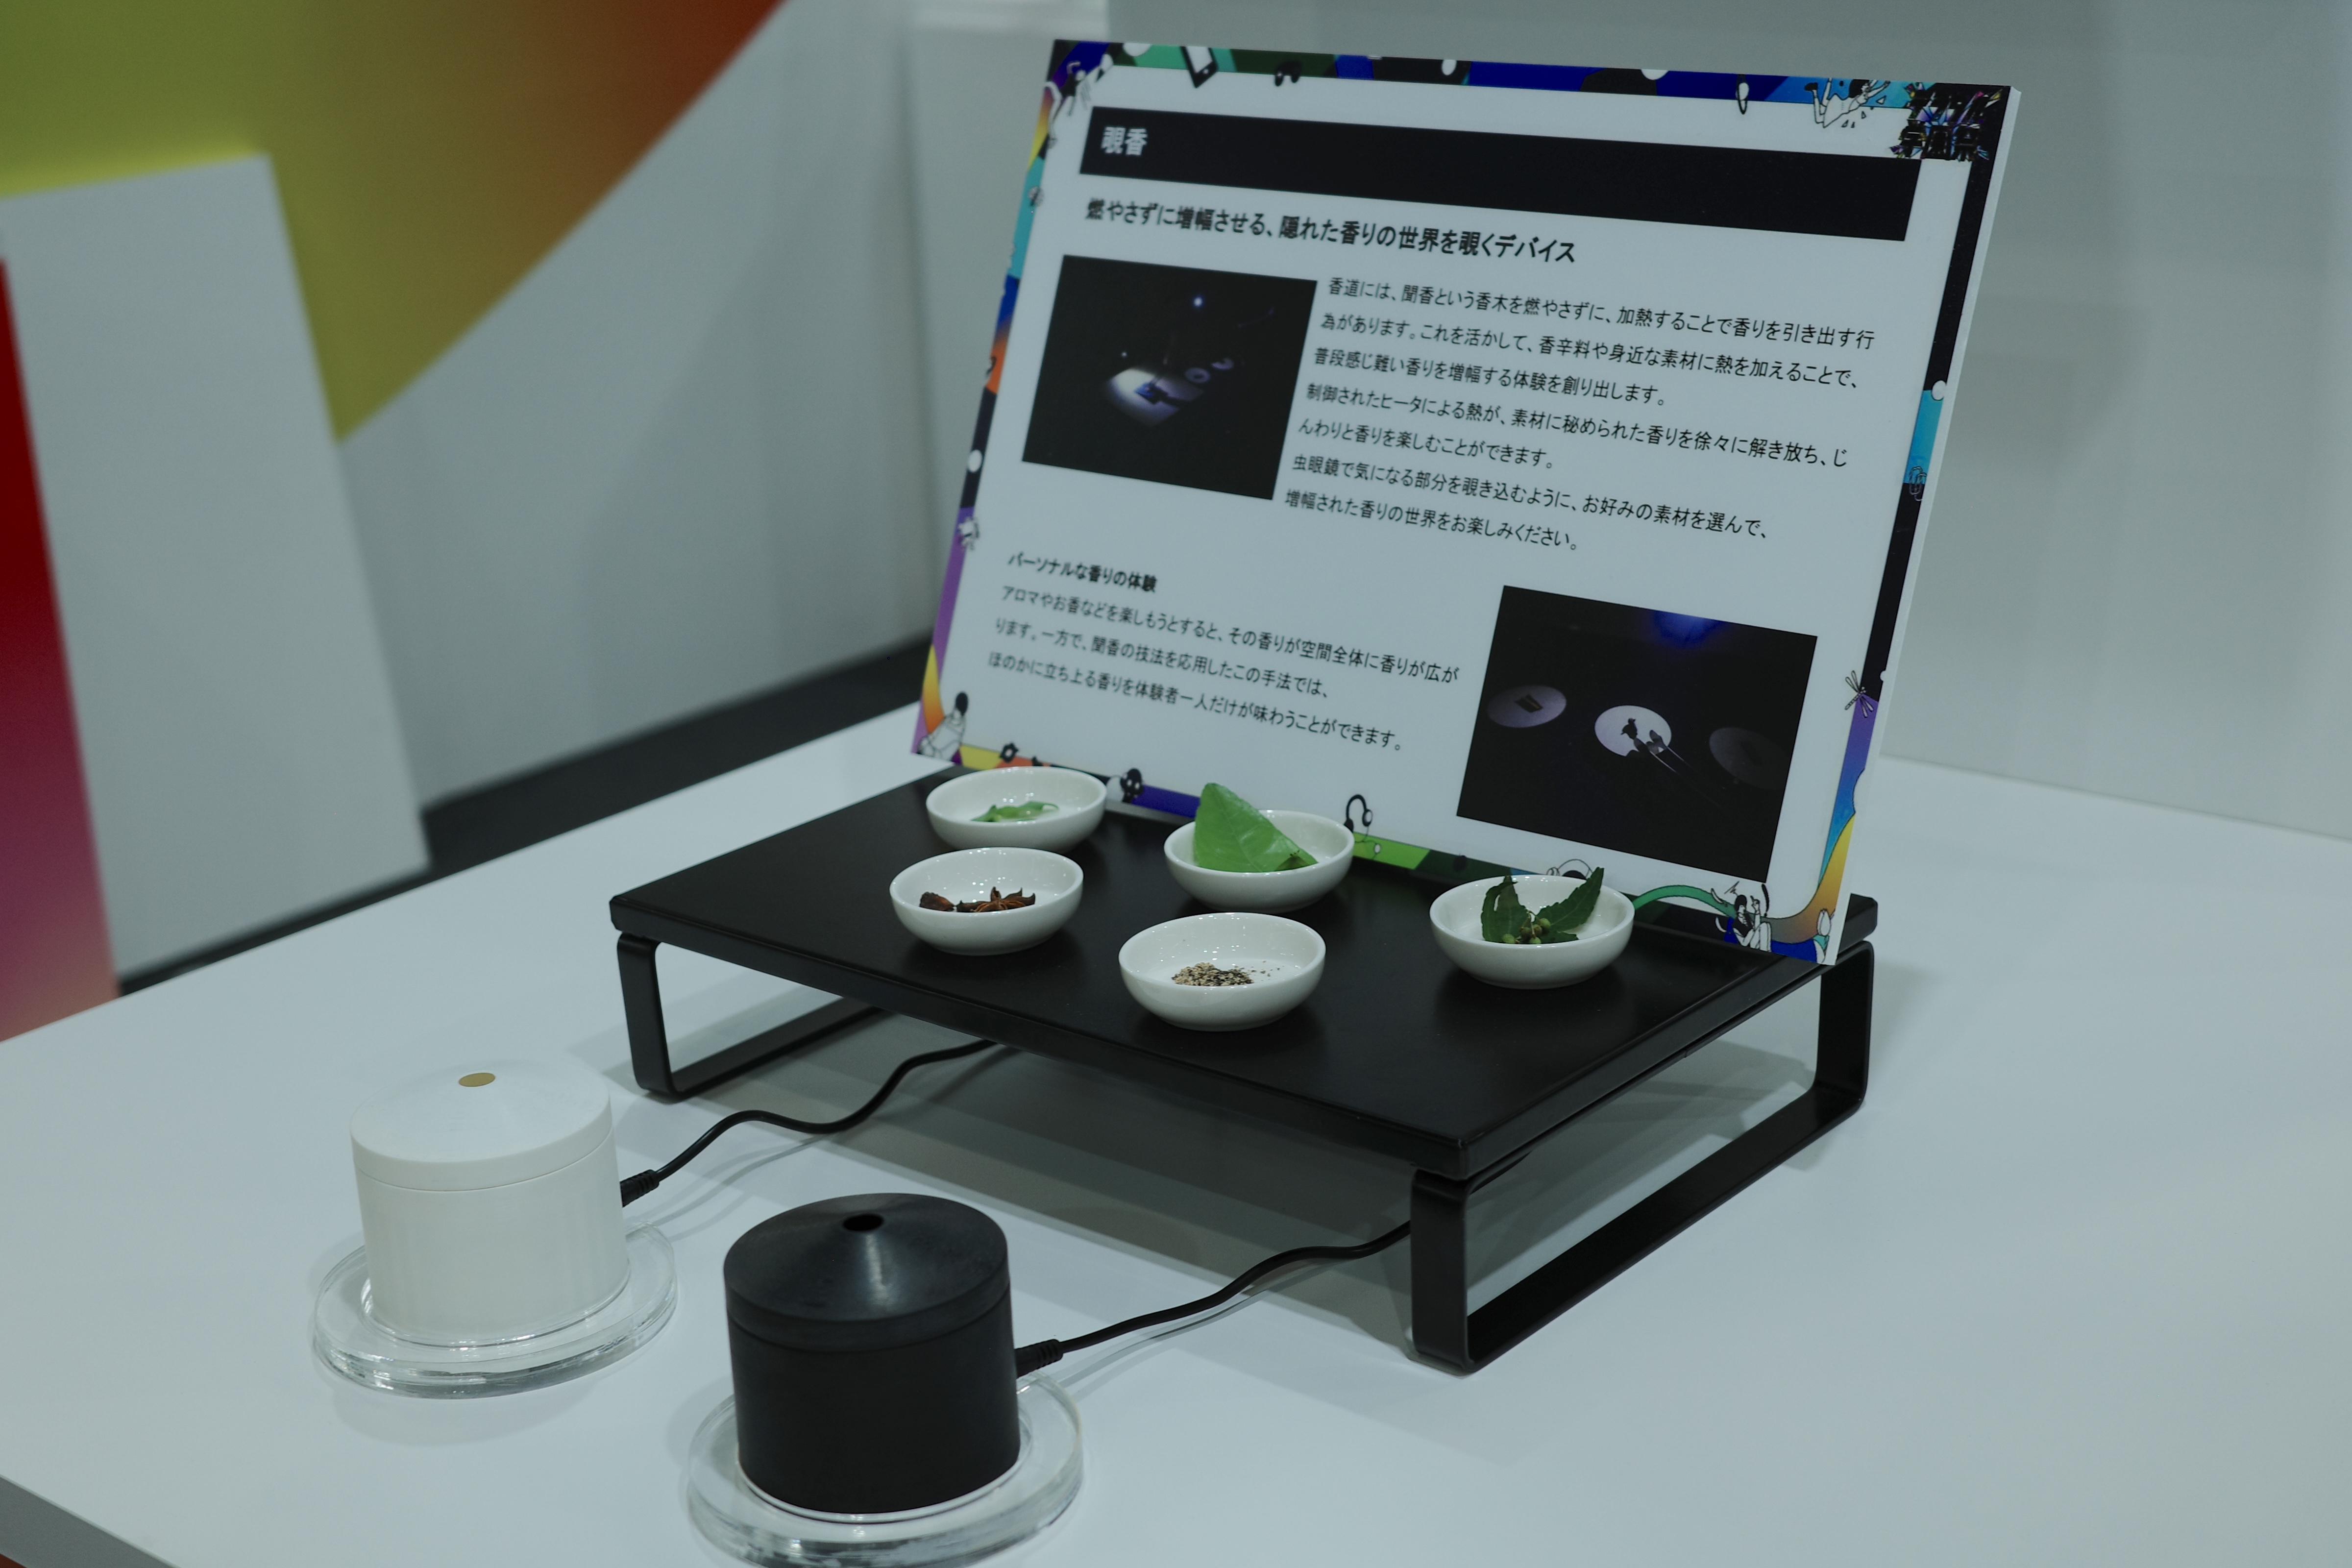 覗香
燃やさずに増幅させる、隠れた香りの世界を覗くデバイス
香道には、聞香という香木を燃やさずに、加熱することで香りを引き出す行
為があります。これを活かして、香辛料や身近な素材に熱を加えることで、
普段感じ難い香りを増幅する体験を創り出します。
制御されたヒータによる熱が、素材に秘められた香りを徐々に解き放ち、じ
んわりと香りを楽しむことができます。
虫眼鏡で気になる部分を覗き込むように、お好みの素材を選んで、
増幅された香りの世界をお楽しみください。
パーソナルな香りの体験
アロマやお香などを楽しもうとすると、その香りが空間全体に香りが広が
ります。一方で、聞香の技法を応用したこの手法では、
ほのかに立ち上る香りを体験者一人だけが味わうことができます。